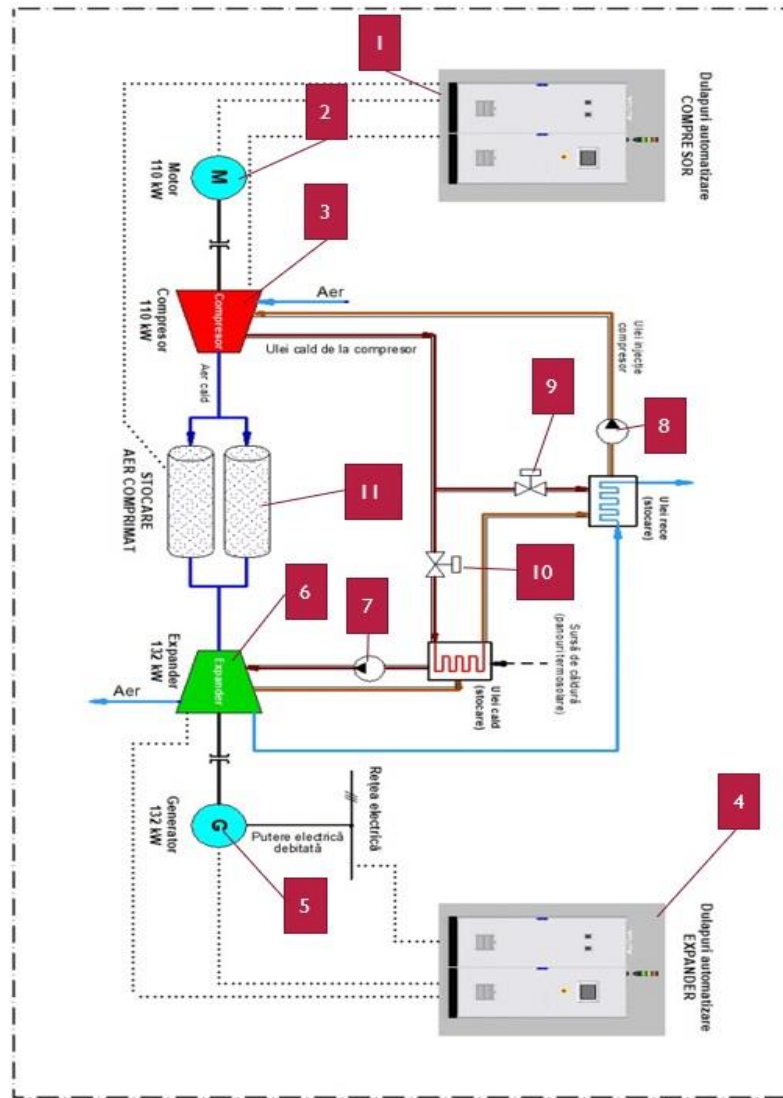 1
Dulapuri automatizare
COMPRESOR
2
M
Motor
110 kW
3
Compresor
Compresor
110 kW
Aer
Ulei cald de la compresor
Ulei injecție
compresor
Aer cald
9
8
STOCARE
AER COMPRIMAT
11
Ulei rece
(stocare)
10
6
7
Expander
Expander
132 kW
Sursă de căldură
(panouri termosolare)
Ulei cald
(stocare)
Aer
Rețea electrică
4
G
Generator
132 kW
Putere electrică
debitată
5
Dulapuri automatizare
EXPANDER